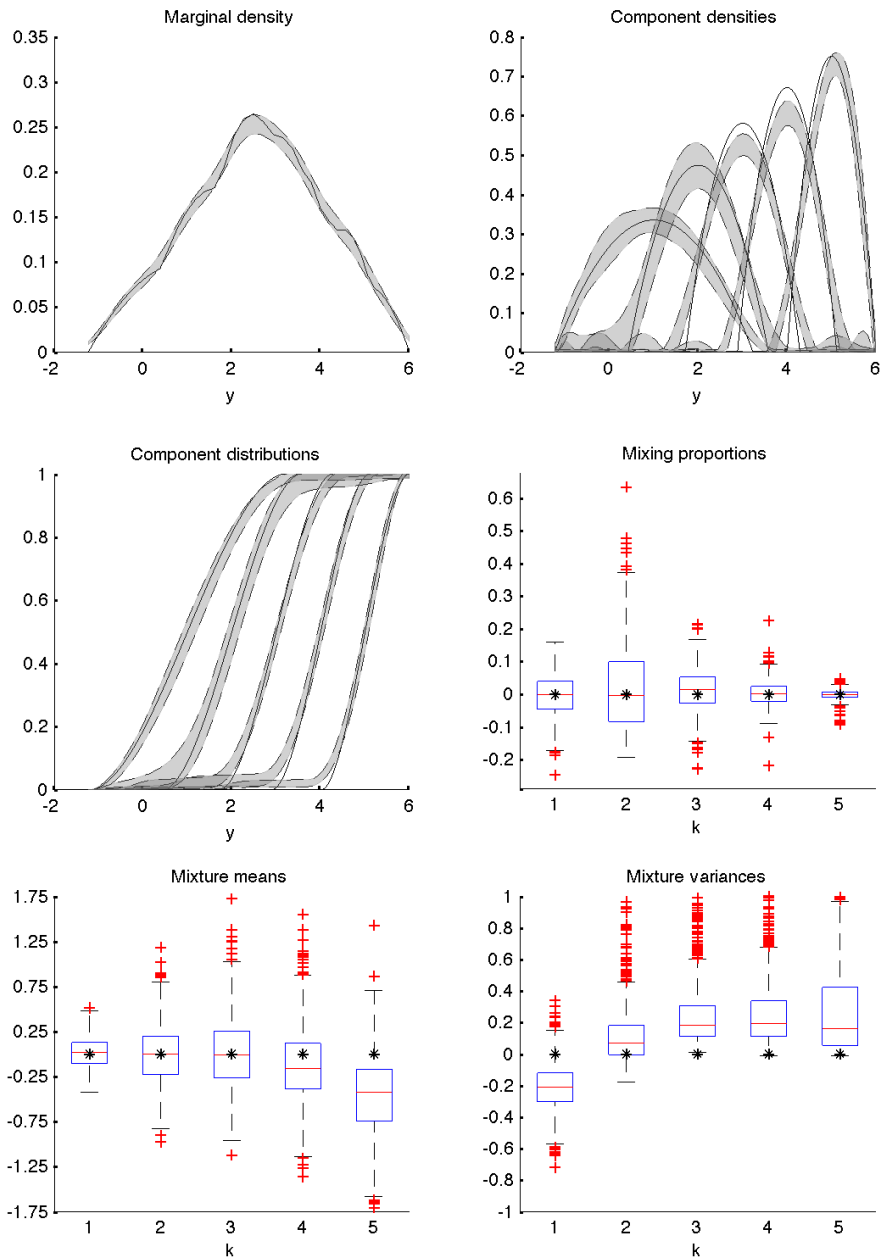 Marginal density
0.35
0.3
0.25
0.2
0.15
0.1
0.05
0
-2 0 2 4 6
y
Component densities
0.8
0.7
0.6
0.5
0.4
0.3
0.2
0.1
0
-2 0 2 4 6
y
Component distributions
1
0.8
0.6
0.4
0.2
0
-2 0 2 4 6
y
Mixing proportions
0.6
0.5
0.4
0.3
0.2
0.1
0
-0.1
-0.2
1 2 3 4 5
k
Mixture means
1.75
1.25
0.75
0.25
-0.25
-0.75
-1.25
-1.75
1 2 3 4 5
k
Mixture variances
1
0.8
0.6
0.4
0.2
0
-0.2
-0.4
-0.6
-0.8
-1
1 2 3 4 5
k